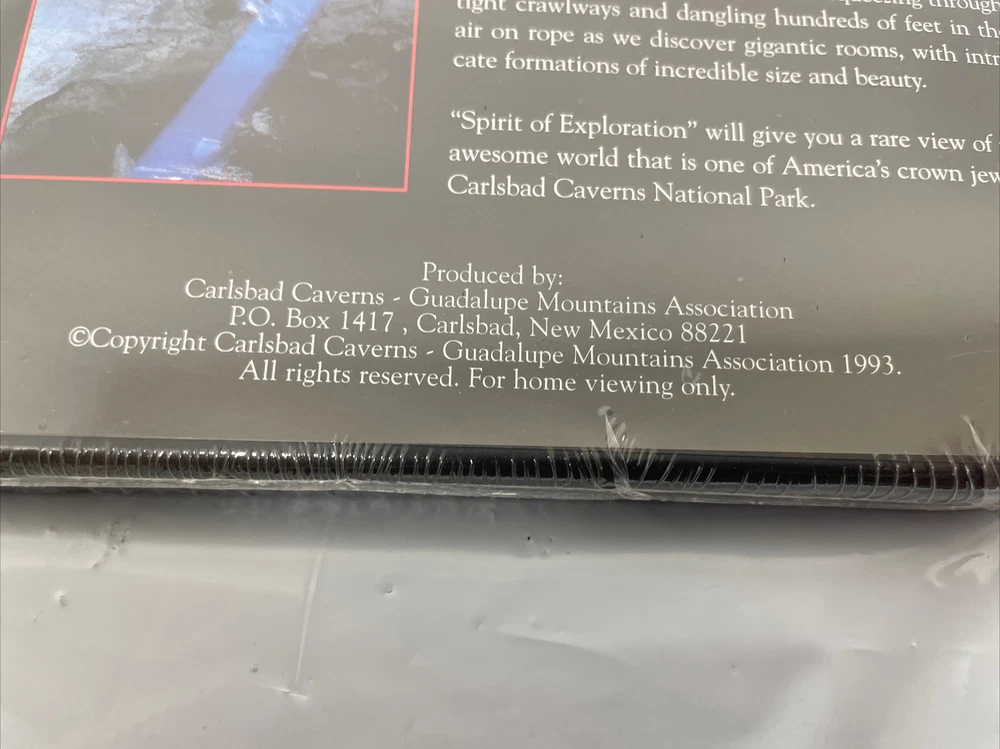 through
tight crawlways and dangling hundreds of feet in the
air on rope as we discover gigantic rooms, with intri
cate formations of incredible size and beauty.
“Spirit of Exploration” will give you a rare view of
awesome world that is one of America’s crown jew
Carlsbad Caverns National Park.
Produced by:
Carlsbad Caverns - Guadalupe Mountains Association
P.O. Box 1417 , Carlsbad, New Mexico 88221
©Copyright Carlsbad Caverns - Guadalupe Mountains Association 1993.
All rights reserved. For home viewing only.